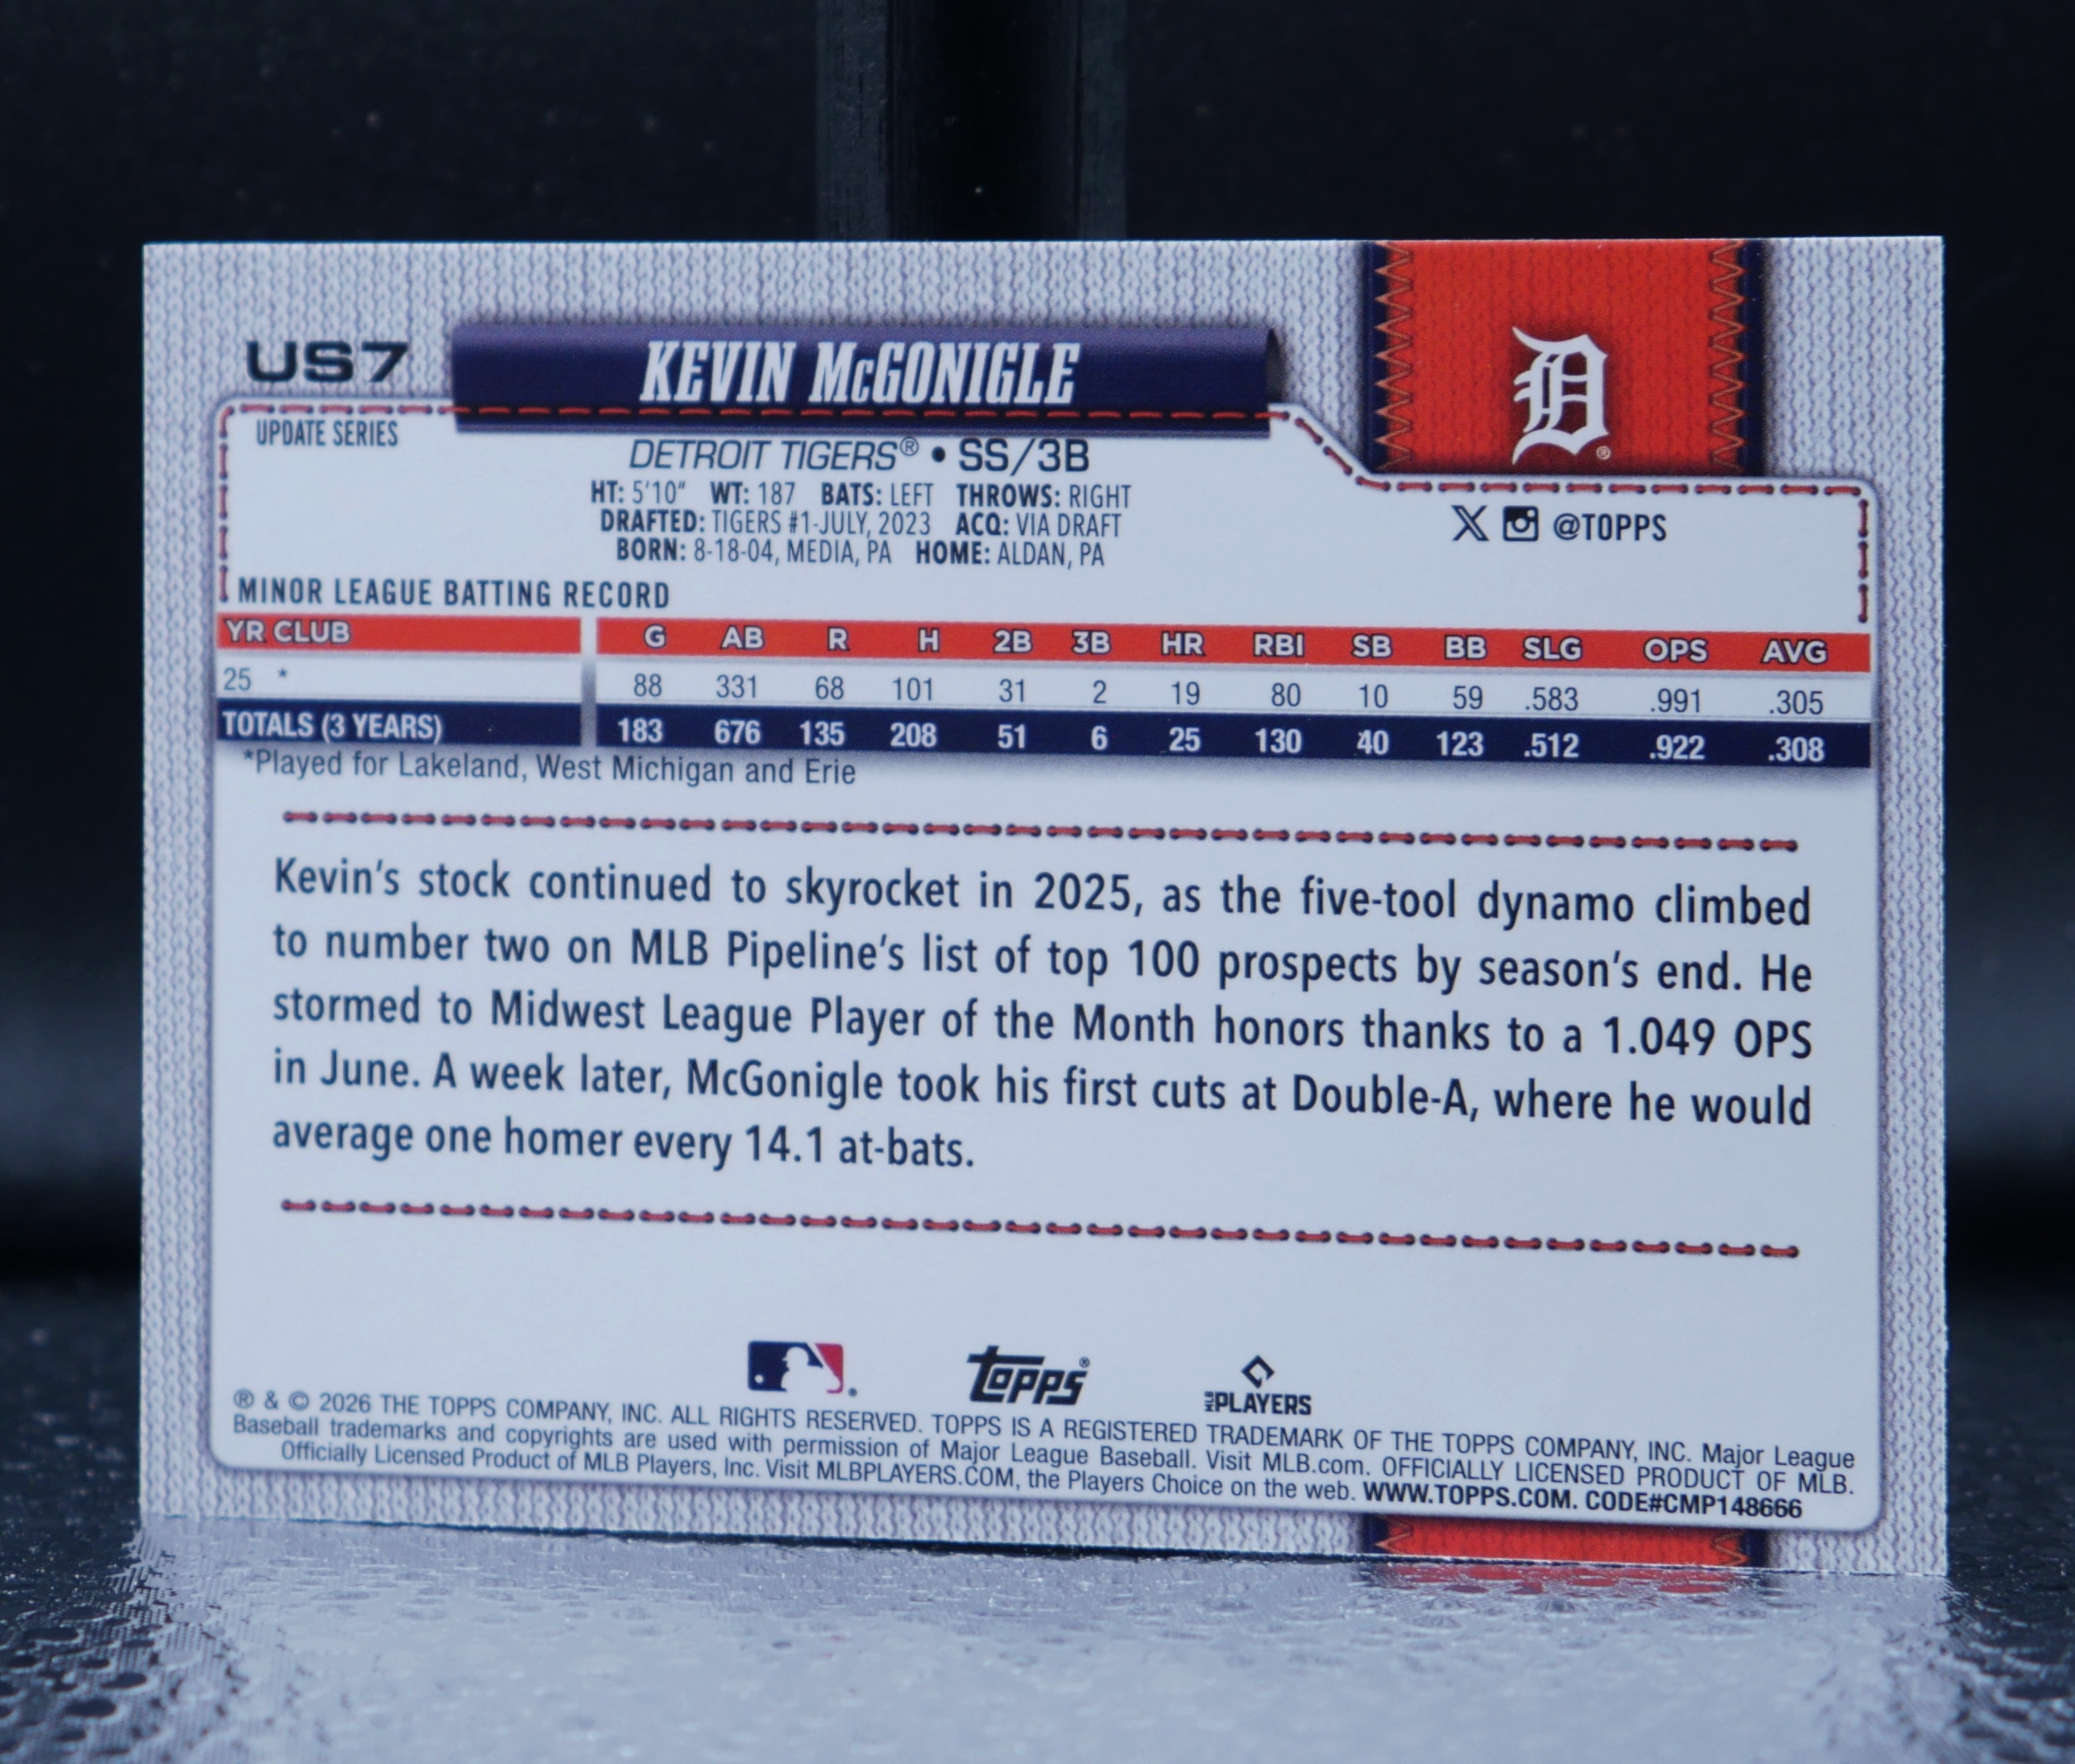 US7
KEVIN McGONIGLE
UPDATE SERIES
DETROIT TIGERS® • SS/3B
HT: 5'10" WT: 187 BATS: LEFT THROWS: RIGHT
DRAFTED: TIGERS #1-JULY, 2023 ACQ: VIA DRAFT
BORN: 8-18-04, MEDIA, PA HOME: ALDAN, PA
D®
@TOPPS
MINOR LEAGUE BATTING RECORD
YR CLUB G AB R H 2B 3B HR RBI SB BB SLG OPS AVG
25 * 88 331 68 101 31 2 19 80 10 59 .583 .991 .305
TOTALS (3 YEARS) 183 676 135 208 51 6 25 130 40 123 .512 .922 .308
*Played for Lakeland, West Michigan and Erie
Kevin's stock continued to skyrocket in 2025, as the five-tool dynamo climbed
to number two on MLB Pipeline's list of top 100 prospects by season's end. He
stormed to Midwest League Player of the Month honors thanks to a 1.049 OPS
in June. A week later, McGonigle took his first cuts at Double-A, where he would
average one homer every 14.1 at-bats.
Topps®
MLB PLAYERS
® & © 2026 THE TOPPS COMPANY, INC. ALL RIGHTS RESERVED. TOPPS IS A REGISTERED TRADEMARK OF THE TOPPS COMPANY, INC. Major League
Baseball trademarks and copyrights are used with permission of Major League Baseball. Visit MLB.com. OFFICIALLY LICENSED PRODUCT OF MLB.
Officially Licensed Product of MLB Players, Inc. Visit MLBPLAYERS.COM, the Players Choice on the web. WWW.TOPPS.COM. CODE#CMP148666